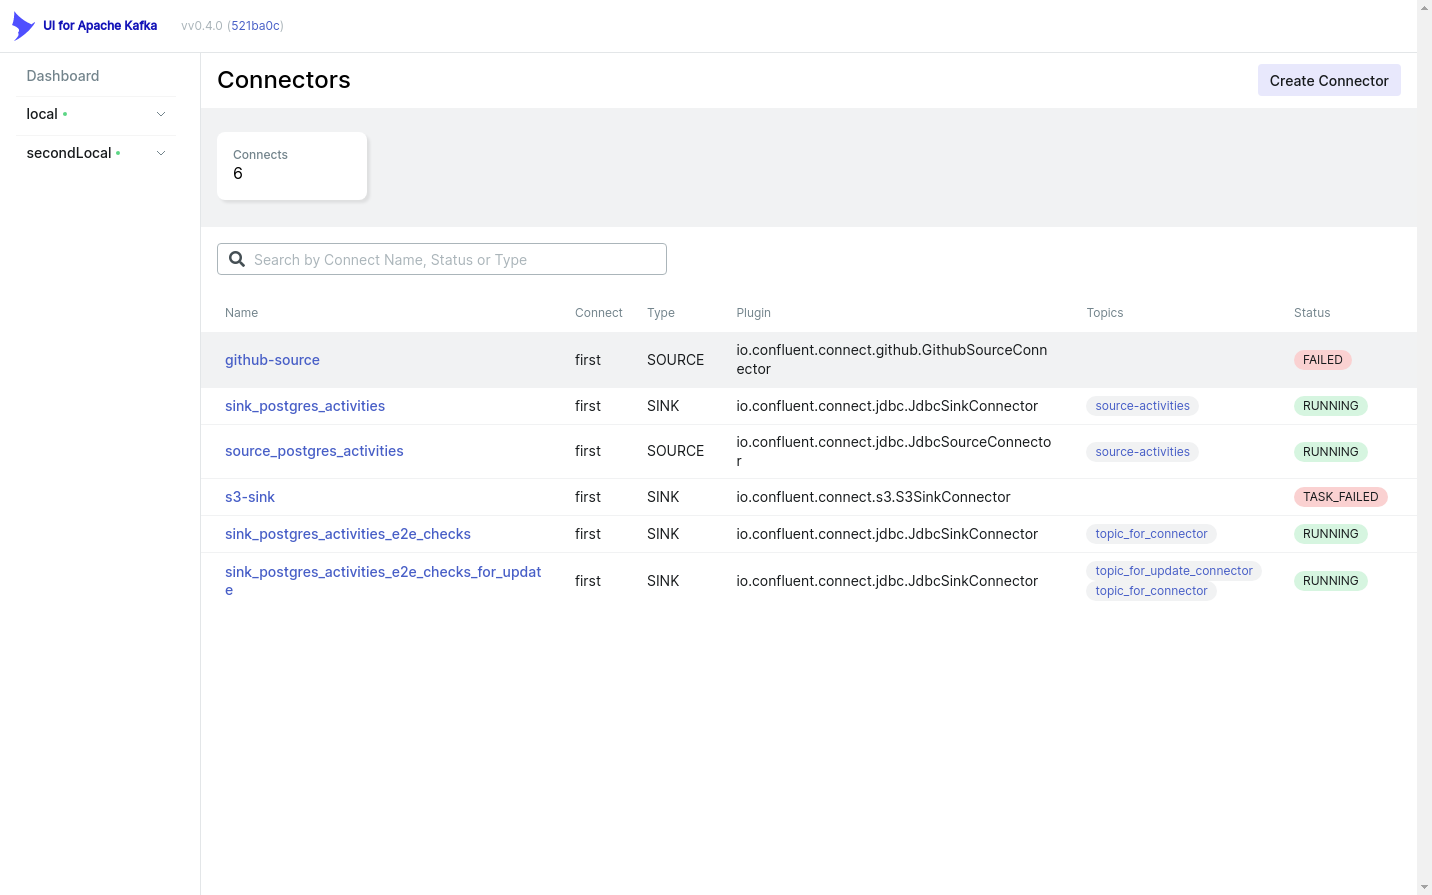 UI for Apache Kafka vv0.4.0 (521ba0c)
Dashboard
local
secondLocal
Connectors
Create Connector
Connects
6
Search by Connect Name, Status or Type
Name Connect Type Plugin Topics Status
github-source first SOURCE io.confluent.connect.github.GithubSourceConn
ector FAILED
sink_postgres_activities first SINK io.confluent.connect.jdbc.JdbcSinkConnector source-activities RUNNING
source_postgres_activities first SOURCE io.confluent.connect.jdbc.JdbcSourceConnecto
r source-activities RUNNING
s3-sink first SINK io.confluent.connect.s3.S3SinkConnector TASK_FAILED
sink_postgres_activities_e2e_checks first SINK io.confluent.connect.jdbc.JdbcSinkConnector topic_for_connector RUNNING
sink_postgres_activities_e2e_checks_for_updat
e first SINK io.confluent.connect.jdbc.JdbcSinkConnector topic_for_update_connector
topic_for_connector RUNNING